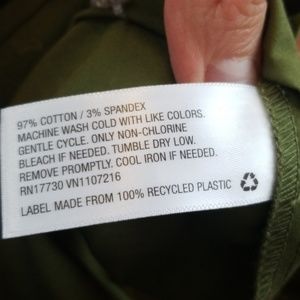 97% COTTON / 3% SPANDEX
MACHINE WASH COLD WITH LIKE COLORS.
GENTLE CYCLE. ONLY NON-CHLORINE
BLEACH IF NEEDED. TUMBLE DRY LOW.
REMOVE PROMPTLY. COOL IRON IF NEEDED.
RN17730 VN1107216
LABEL MADE FROM 100% RECYCLED PLASTIC